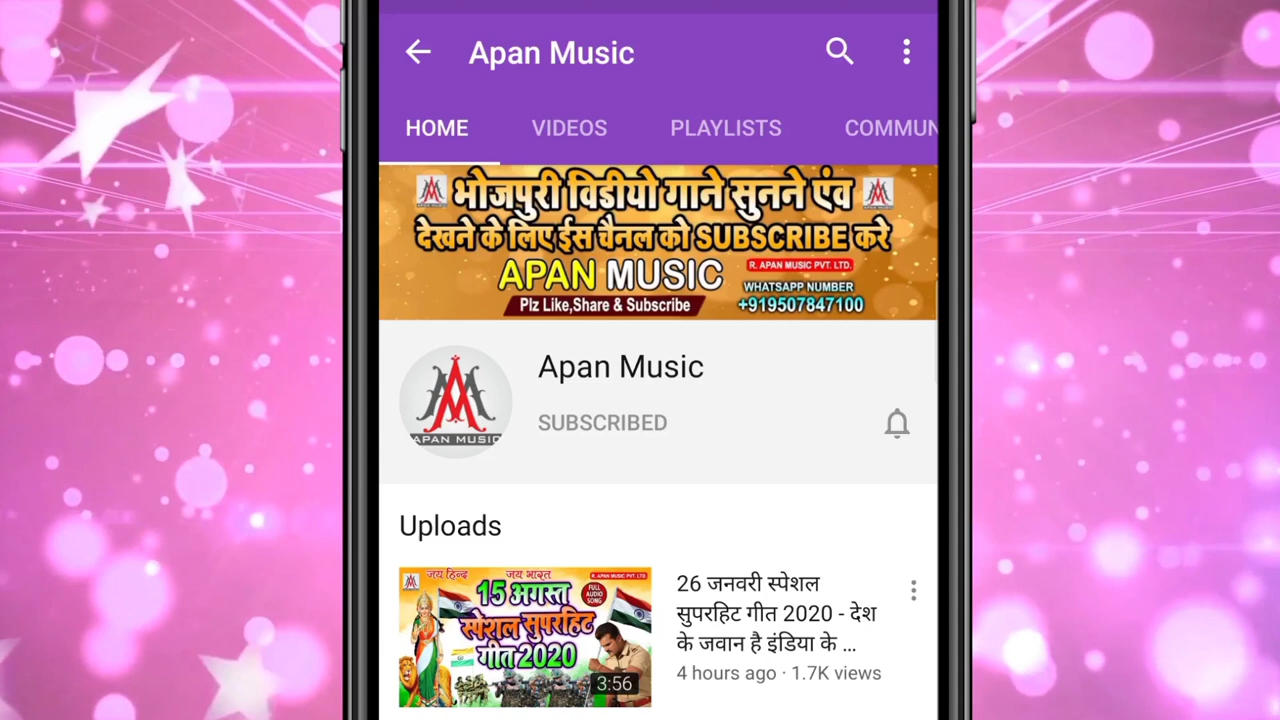 Apan Music
HOME VIDEOS PLAYLISTS COMMUN
भोजपुरी विडीयो गाने सुनने एंव
देखने के लिए ईस चैनल को SUBSCRIBE करे
APAN MUSIC
R. APAN MUSIC PVT. LTD.
WHATSAPP NUMBER
Plz Like,Share & Subscribe
+919507847100
Apan Music
SUBSCRIBED
APAN MUSIC
Uploads
जय हिन्द जय भारत
R. APAN MUSIC PVT. LTD
15 अगस्त
FULL AUDIO SONG
स्पेशल सुपरहिट
गीत 2020
3:56
26 जनवरी स्पेशल
सुपरहिट गीत 2020 - देश
के जवान है इंडिया के ...
4 hours ago · 1.7K views